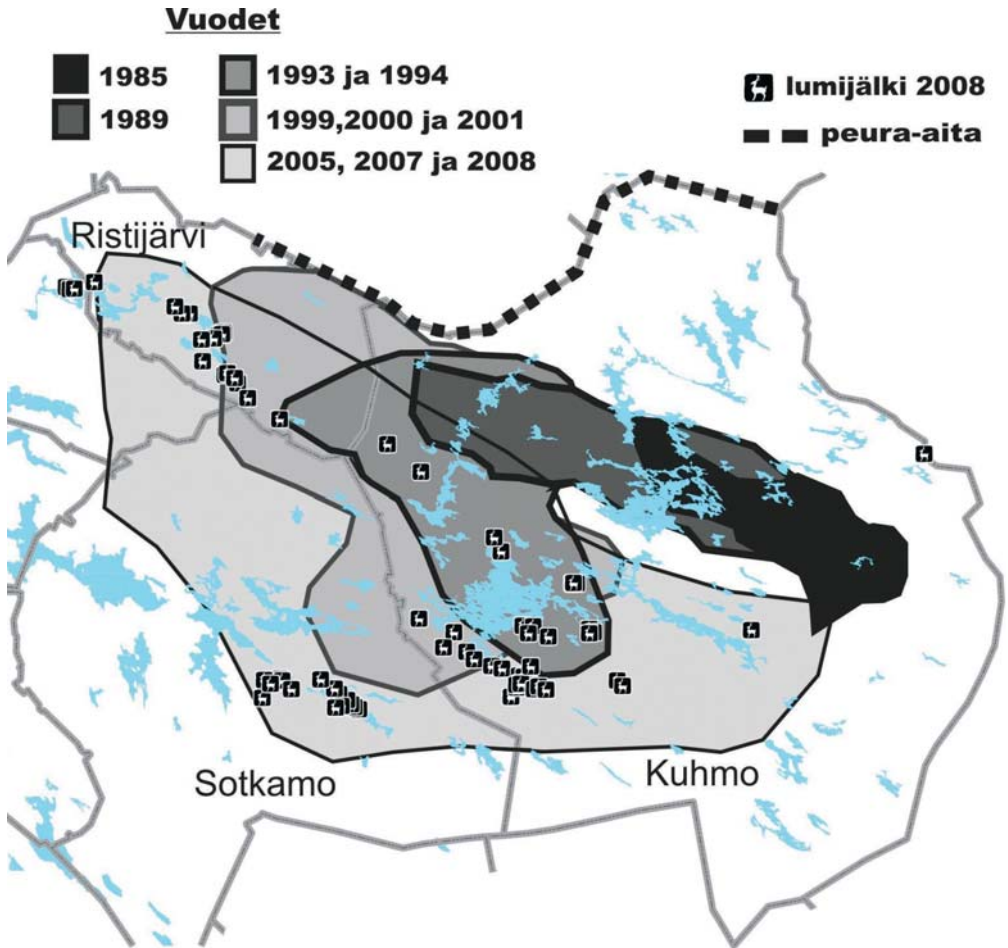 Vuodet
1985
1989
1993 ja 1994
1999,2000 ja 2001
2005, 2007 ja 2008
lumijälki 2008
peura-aita
Ristijärvi
Sotkamo
Kuhmo